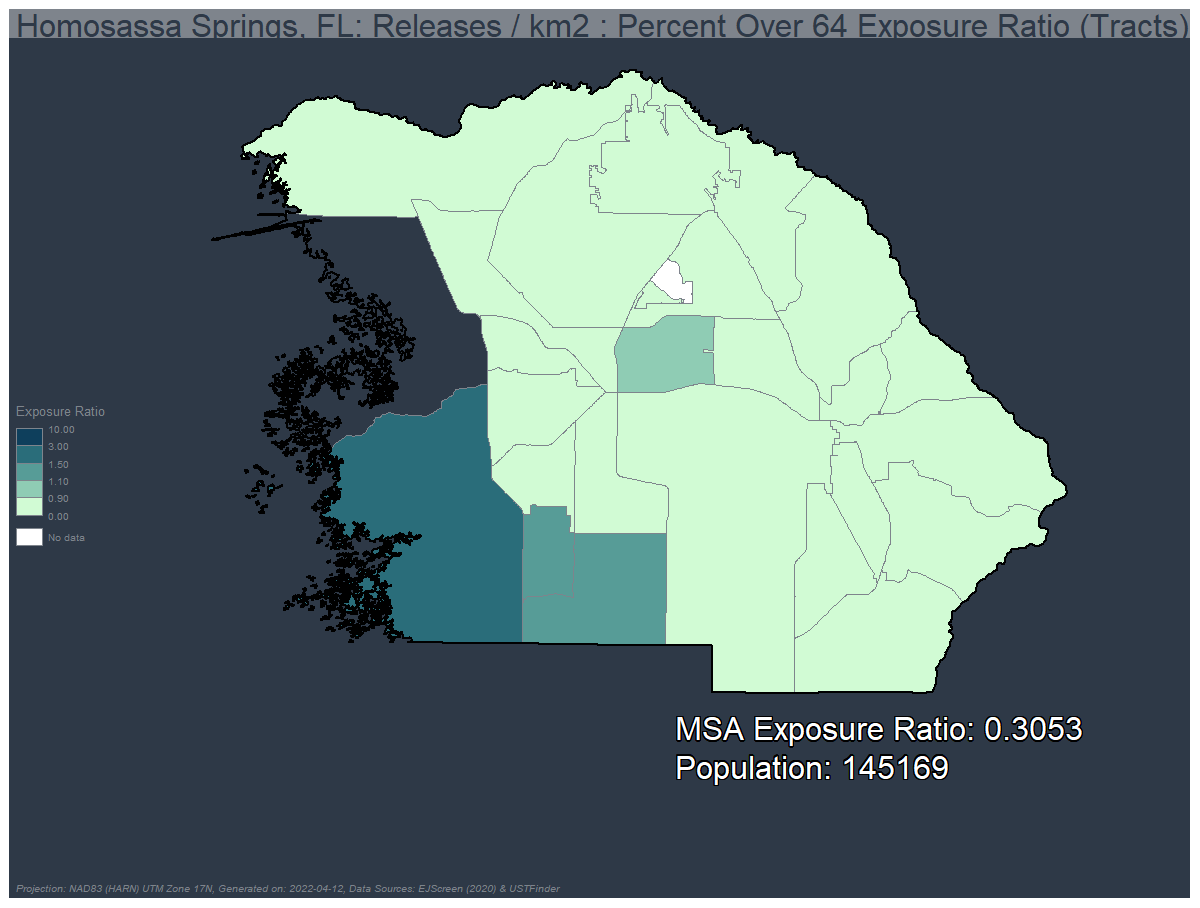 Homosassa Springs, FL: Releases / km2 : Percent Over 64 Exposure Ratio (Tracts)
Exposure Ratio
10.00
3.00
1.50
1.10
0.90
0.00
No data
MSA Exposure Ratio: 0.3053
Population: 145169
Projection: NAD83 (HARN) UTM Zone 17N, Generated on: 2022-04-12, Data Sources: EJScreen (2020) & USTFinder